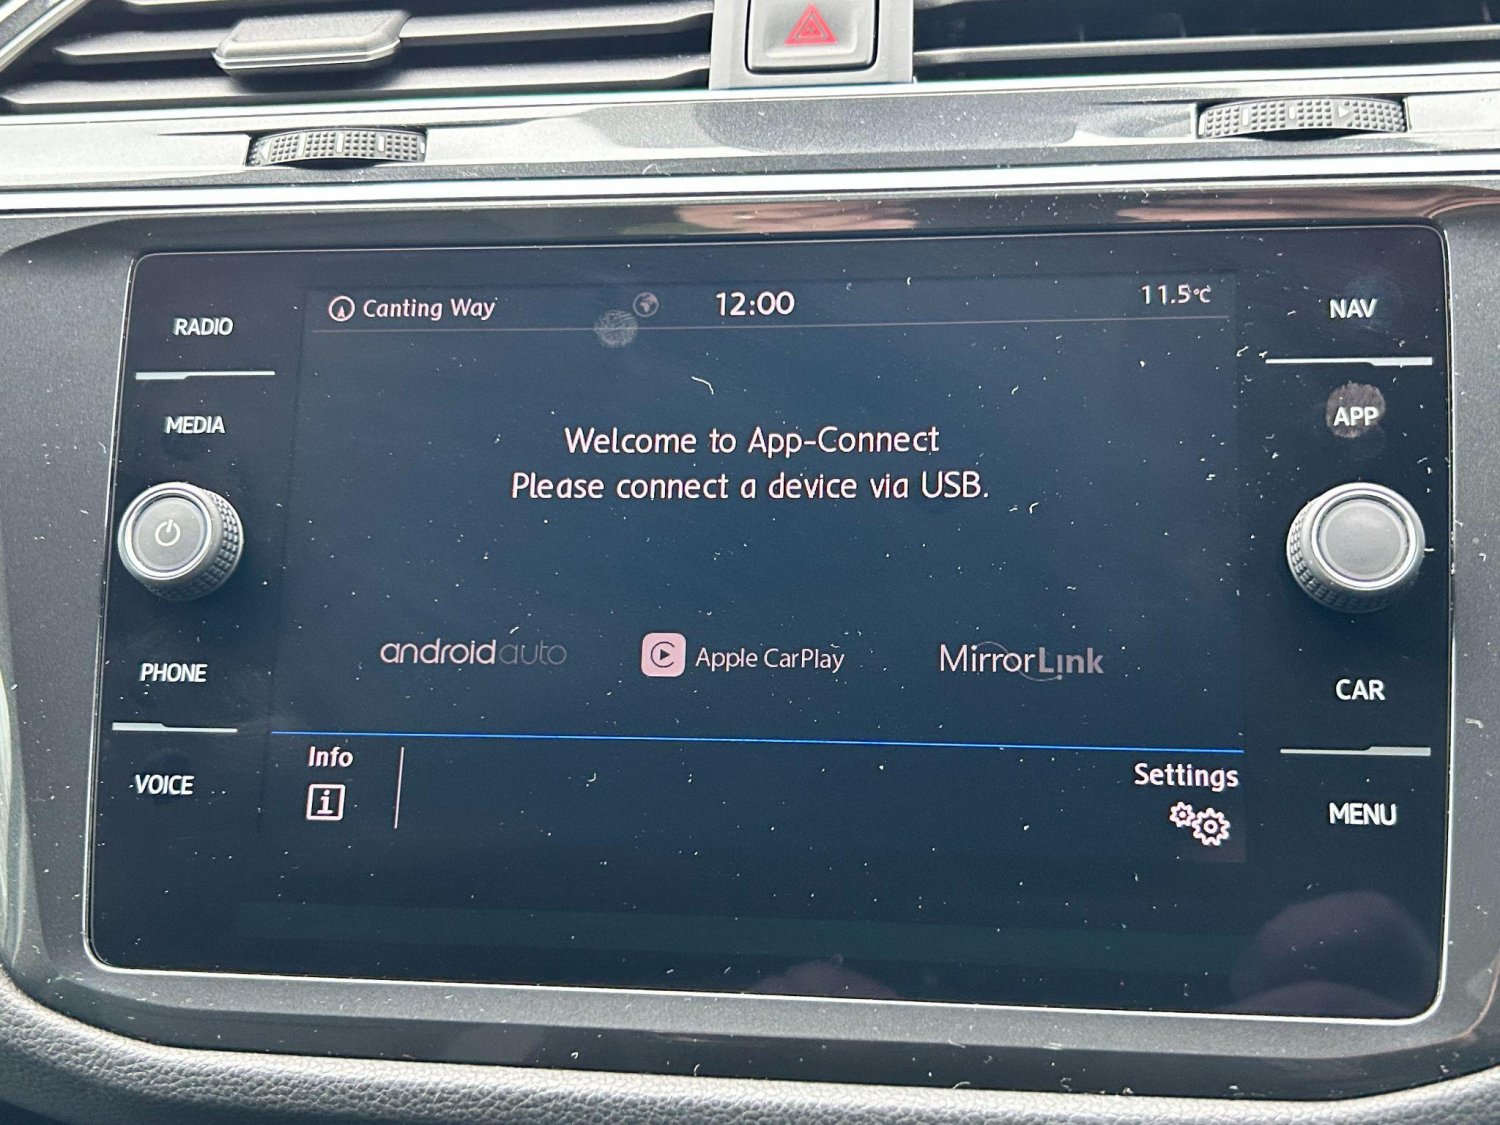 RADIO
MEDIA
PHONE
VOICE
Canting Way
12:00
11.5°C
Welcome to App-Connect
Please connect a device via USB.
androidauto
Apple CarPlay
MirrorLink
Info
i
Settings
NAV
APP
CAR
MENU